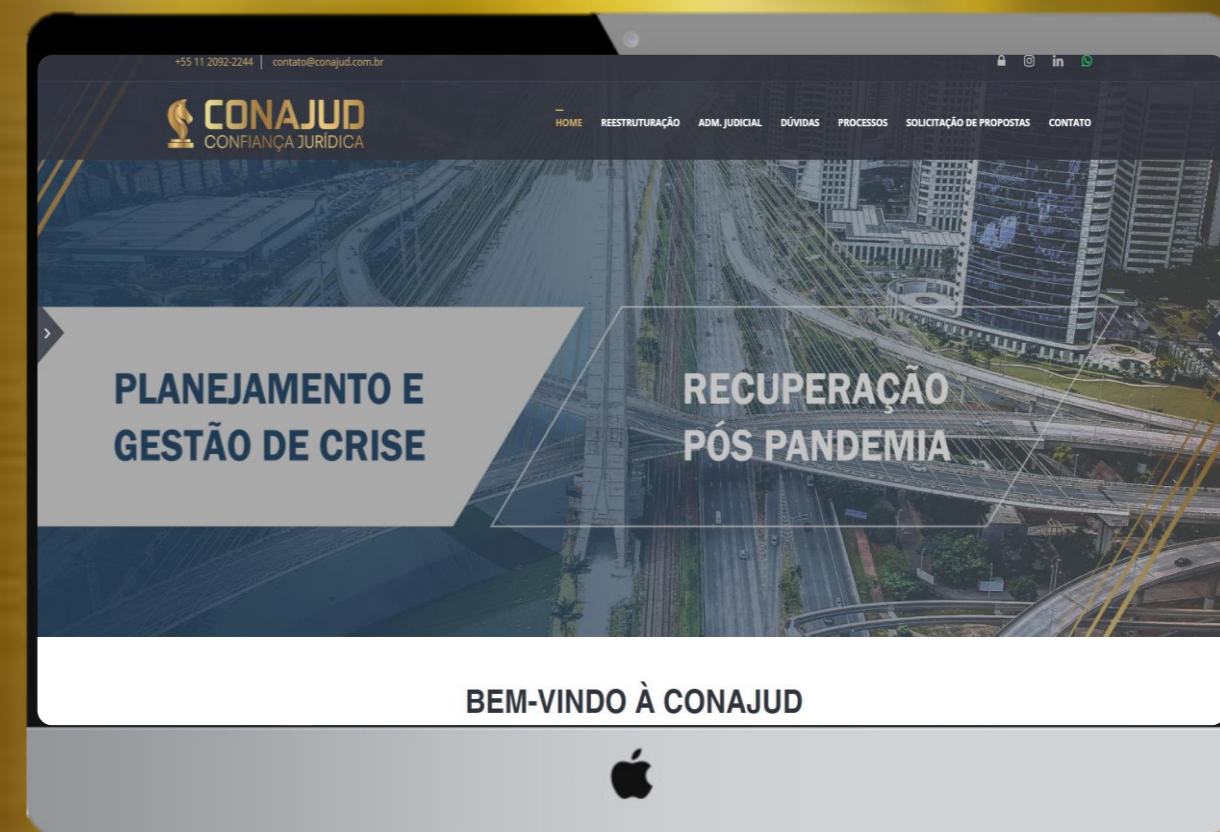 +55 11 2092-2244 | contato@conajud.com.br
in
CONAJUD
CONFIANÇA JURÍDICA
HOME REESTRUTURAÇÃO ADM. JUDICIAL DÚVIDAS PROCESSOS SOLICITAÇÃO DE PROPOSTAS CONTATO
PLANEJAMENTO E
GESTÃO DE CRISE
RECUPERAÇÃO
PÓS PANDEMIA
BEM-VINDO À CONAJUD